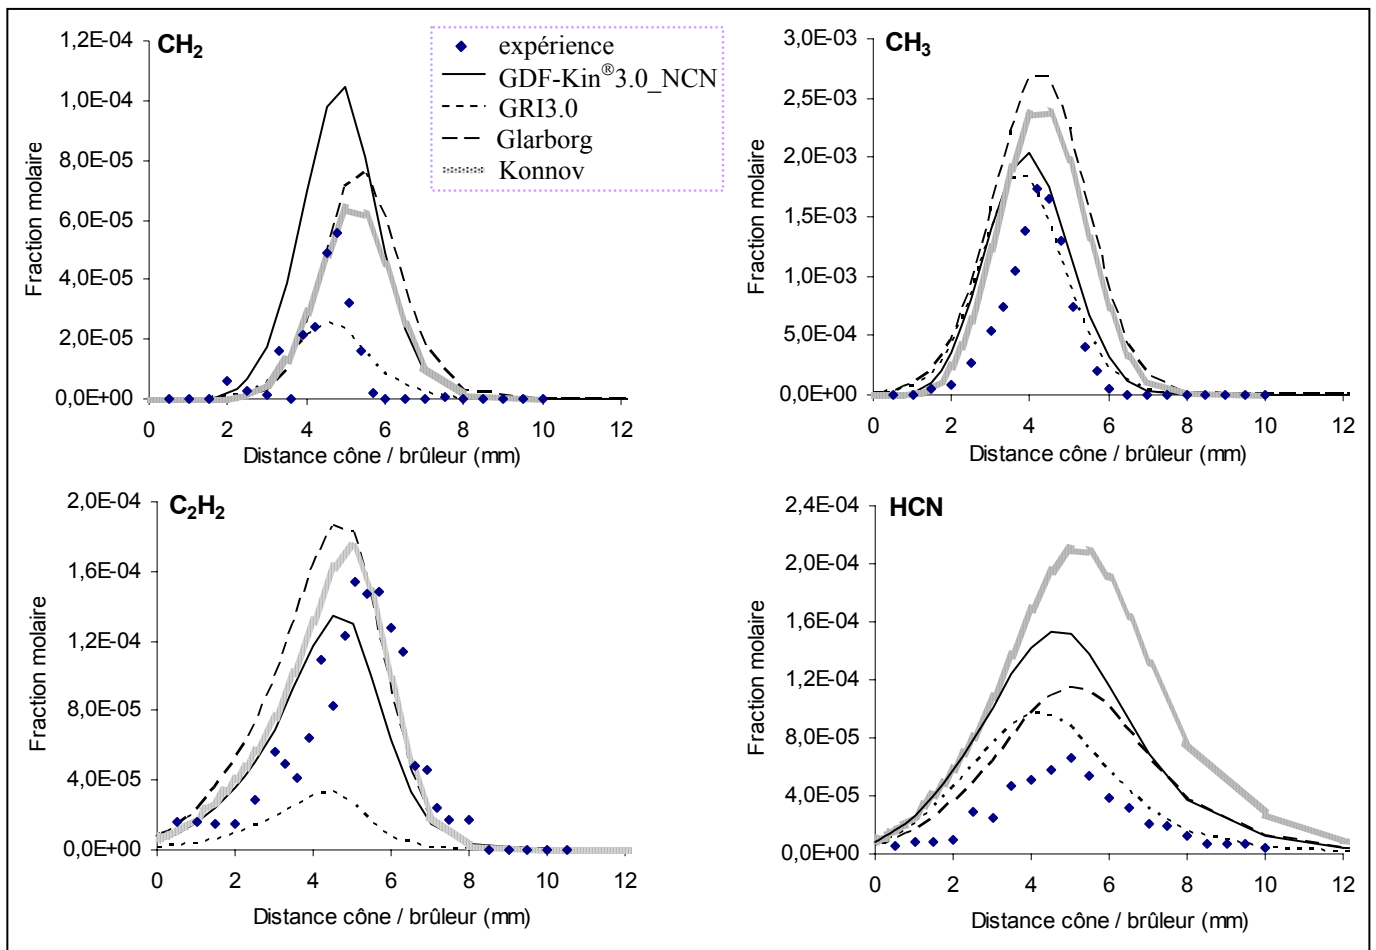 CH2
1,2E-04
1,0E-04
8,0E-05
6,0E-05
4,0E-05
2,0E-05
0,0E+00
0 2 4 6 8 10 12
Fraction molaire
Distance cône / brûleur (mm)
expérience
GDF-Kin®3.0_NCN
GRI3.0
Glarborg
Konnov
CH3
3,0E-03
2,5E-03
2,0E-03
1,5E-03
1,0E-03
5,0E-04
0,0E+00
0 2 4 6 8 10 12
Fraction molaire
Distance cône / brûleur (mm)
C2H2
2,0E-04
1,6E-04
1,2E-04
8,0E-05
4,0E-05
0,0E+00
0 2 4 6 8 10 12
Fraction molaire
Distance cône / brûleur (mm)
HCN
2,4E-04
2,0E-04
1,6E-04
1,2E-04
8,0E-05
4,0E-05
0,0E+00
0 2 4 6 8 10 12
Fraction molaire
Distance cône / brûleur (mm)